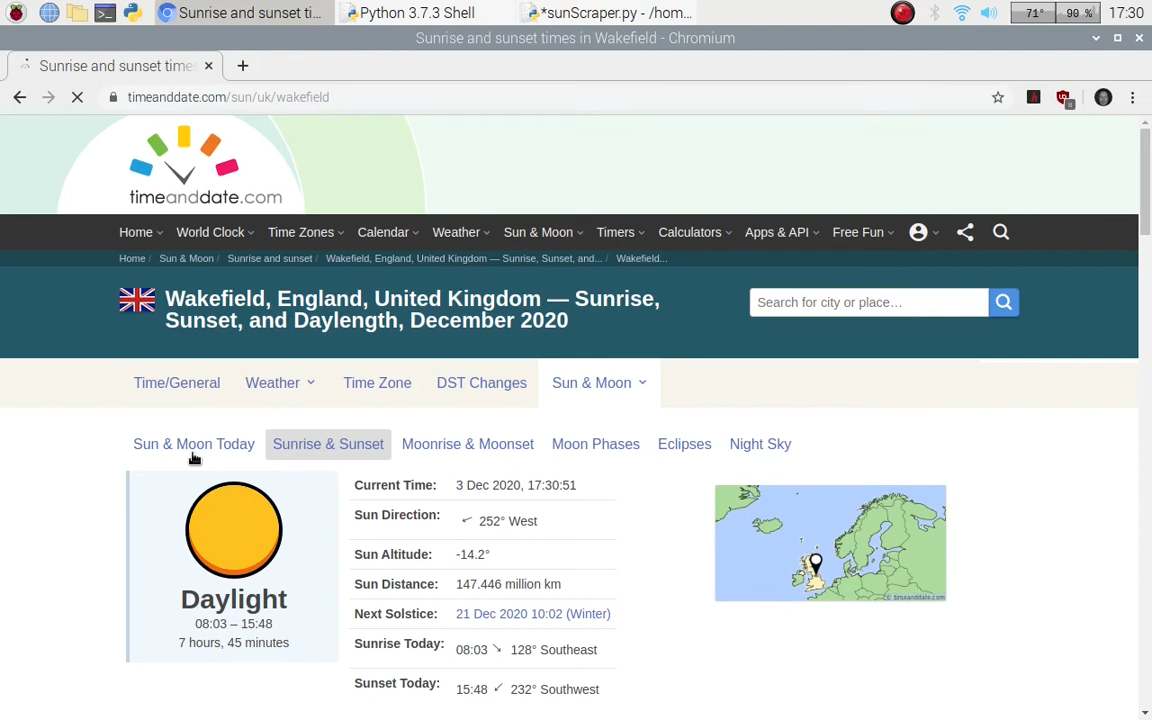 Sunrise and sunset ti...
Python 3.7.3 Shell
*sunScraper.py - /hom...
71°
90 %
17:30
Sunrise and sunset times in Wakefield - Chromium
Sunrise and sunset times
timeanddate.com/sun/uk/wakefield
timeanddate.com
Home
World Clock
Time Zones
Calendar
Weather
Sun & Moon
Timers
Calculators
Apps & API
Free Fun
Home / Sun & Moon / Sunrise and sunset / Wakefield, England, United Kingdom — Sunrise, Sunset, and... / Wakefield...
Wakefield, England, United Kingdom — Sunrise,
Sunset, and Daylength, December 2020
Search for city or place...
Time/General
Weather
Time Zone
DST Changes
Sun & Moon
Sun & Moon Today
Sunrise & Sunset
Moonrise & Moonset
Moon Phases
Eclipses
Night Sky
Daylight
08:03 – 15:48
7 hours, 45 minutes
Current Time: 3 Dec 2020, 17:30:51
Sun Direction: 252° West
Sun Altitude: -14.2°
Sun Distance: 147.446 million km
Next Solstice: 21 Dec 2020 10:02 (Winter)
Sunrise Today: 08:03 128° Southeast
Sunset Today: 15:48 232° Southwest
© timeanddate.com